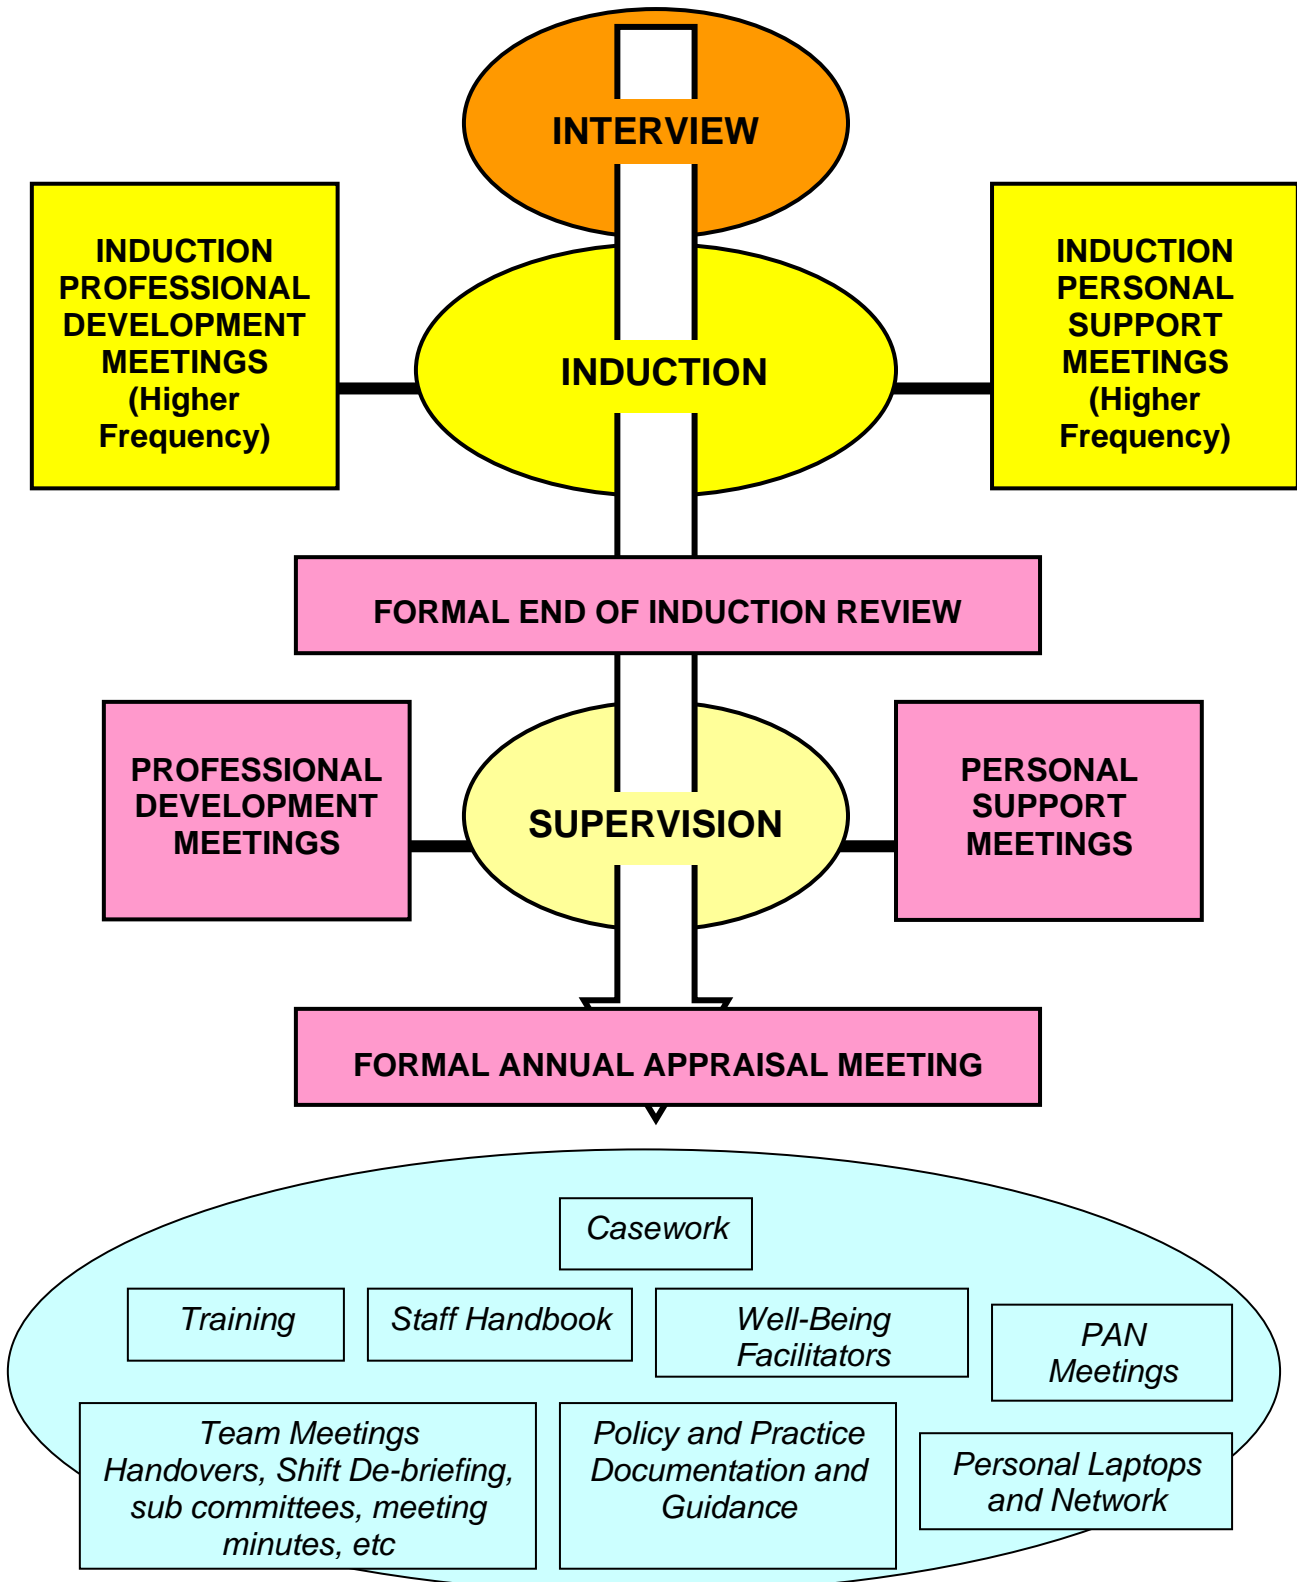 INTERVIEW
INDUCTION
PROFESSIONAL
DEVELOPMENT
MEETINGS
(Higher
Frequency)
INDUCTION
INDUCTION
PERSONAL
SUPPORT
MEETINGS
(Higher
Frequency)
FORMAL END OF INDUCTION REVIEW
PROFESSIONAL
DEVELOPMENT
MEETINGS
SUPERVISION
PERSONAL
SUPPORT
MEETINGS
FORMAL ANNUAL APPRAISAL MEETING
Casework
Training
Staff Handbook
Well-Being
Facilitators
PAN
Meetings
Team Meetings
Handovers, Shift De-briefing,
sub committees, meeting
minutes, etc
Policy and Practice
Documentation and
Guidance
Personal Laptops
and Network